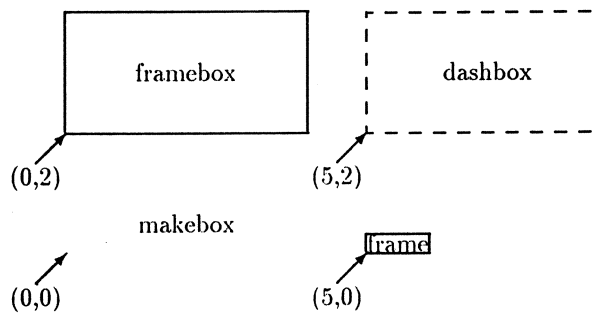 framebox dashbox
(0,2) (5,2)
makebox
frame
(0,0) (5,0)